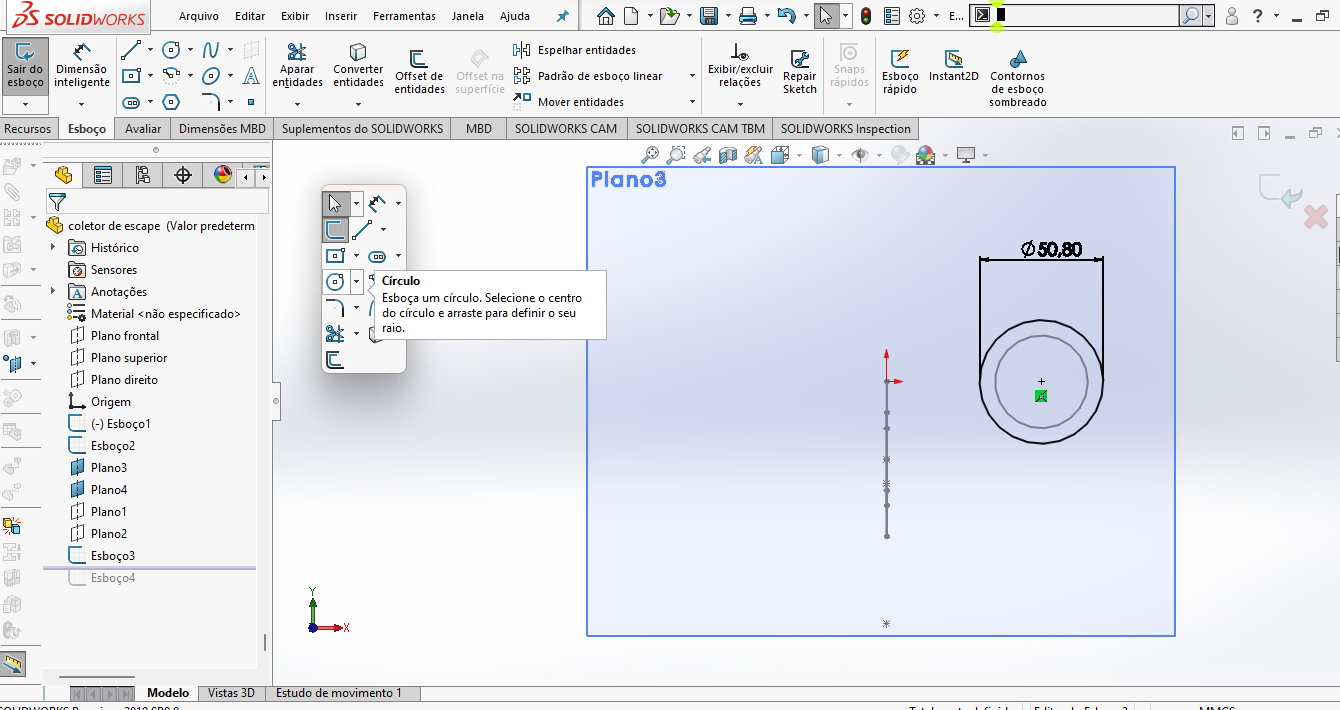 SOLIDWORKS
Arquivo Editar Exibir Inserir Ferramentas Janela Ajuda
E...
Sair do esboço
Dimensão inteligente
Aparar entidades
Converter entidades
Offset de entidades
Offset na superfície
Espelhar entidades
Padrão de esboço linear
Mover entidades
Exibir/excluir relações
Repair Sketch
Snaps rápidos
Esboço rápido
Instant2D
Contornos de esboço sombreado
Recursos Esboço Avaliar Dimensões MBD Suplementos do SOLIDWORKS MBD SOLIDWORKS CAM SOLIDWORKS CAM TBM SOLIDWORKS Inspection
coletor de escape (Valor predeterm
Histórico
Sensores
Anotações
Material <não especificado>
Plano frontal
Plano superior
Plano direito
Origem
(-) Esboço1
Esboço2
Plano3
Plano4
Plano1
Plano2
Esboço3
Esboço4
Círculo
Esboça um círculo. Selecione o centro
do círculo e arraste para definir o seu
raio.
Plano3
Ø50,80
Y
X
Modelo Vistas 3D Estudo de movimento 1